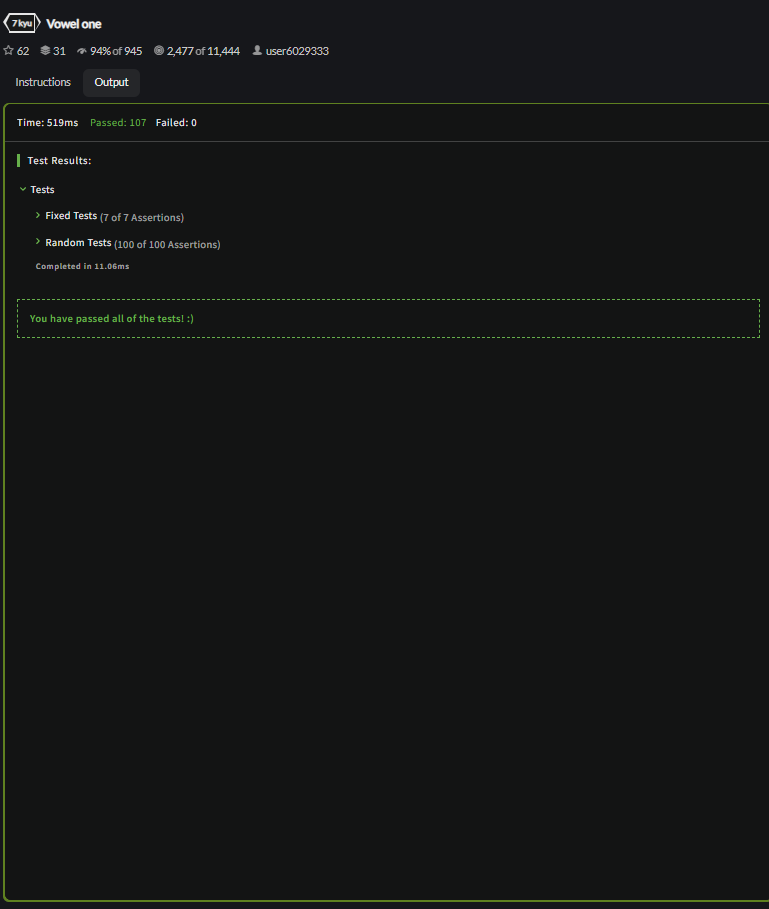 7 kyu Vowel one
62 31 94% of 945 2,477 of 11,444 user6029333
Instructions Output
Time: 519ms Passed: 107 Failed: 0
Test Results:
Tests
Fixed Tests (7 of 7 Assertions)
Random Tests (100 of 100 Assertions)
Completed in 11.06ms
You have passed all of the tests! :)